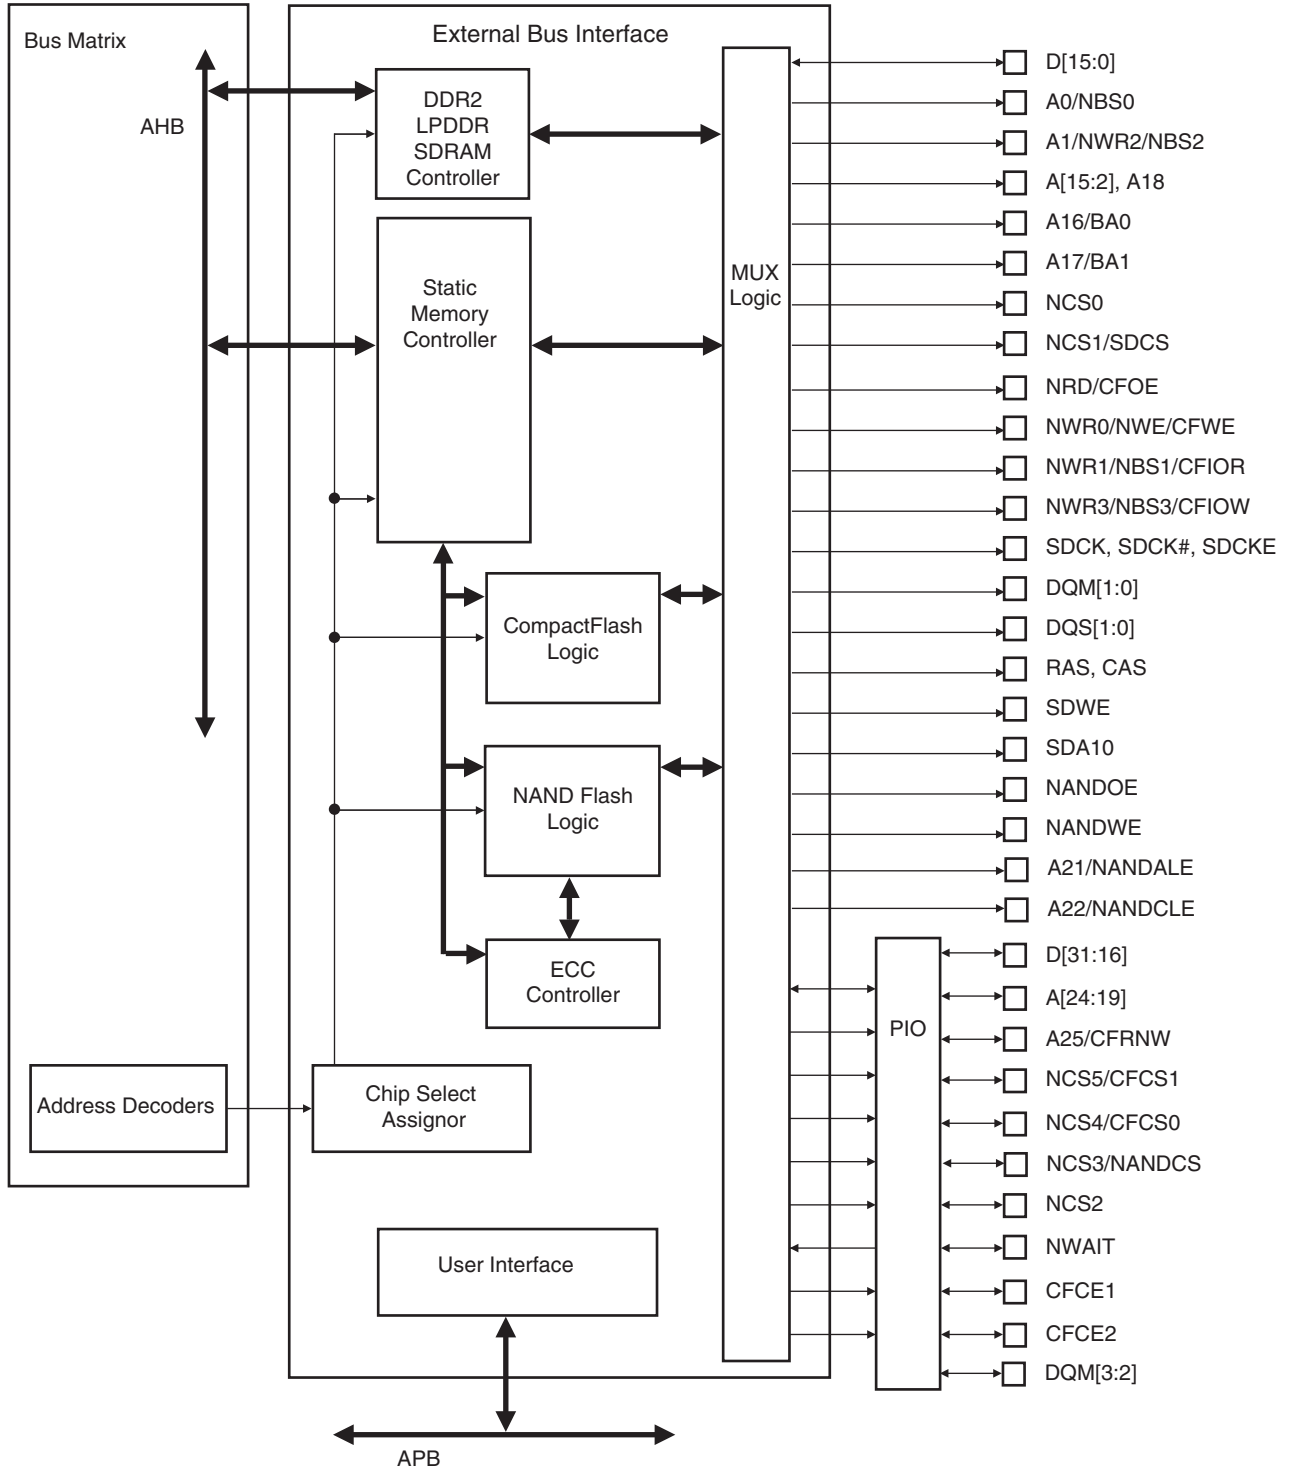 Bus Matrix
External Bus Interface
AHB
DDR2
LPDDR
SDRAM
Controller
Static
Memory
Controller
MUX
Logic
CompactFlash
Logic
NAND Flash
Logic
ECC
Controller
Address Decoders
Chip Select
Assignor
User Interface
APB
PIO
D[15:0]
A0/NBS0
A1/NWR2/NBS2
A[15:2], A18
A16/BA0
A17/BA1
NCS0
NCS1/SDCS
NRD/CFOE
NWR0/NWE/CFWE
NWR1/NBS1/CFIOR
NWR3/NBS3/CFIOW
SDCK, SDCK#, SDCKE
DQM[1:0]
DQS[1:0]
RAS, CAS
SDWE
SDA10
NANDOE
NANDWE
A21/NANDALE
A22/NANDCLE
D[31:16]
A[24:19]
A25/CFRNW
NCS5/CFCS1
NCS4/CFCS0
NCS3/NANDCS
NCS2
NWAIT
CFCE1
CFCE2
DQM[3:2]